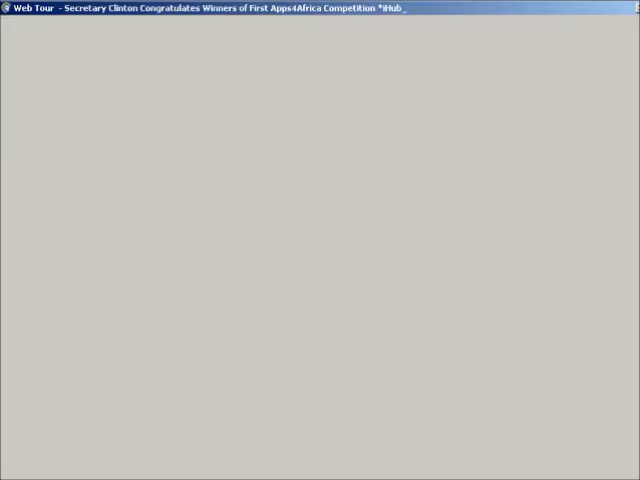 Web Tour - Secretary Clinton Congratulates Winners of First Apps4Africa Competition *iHub_